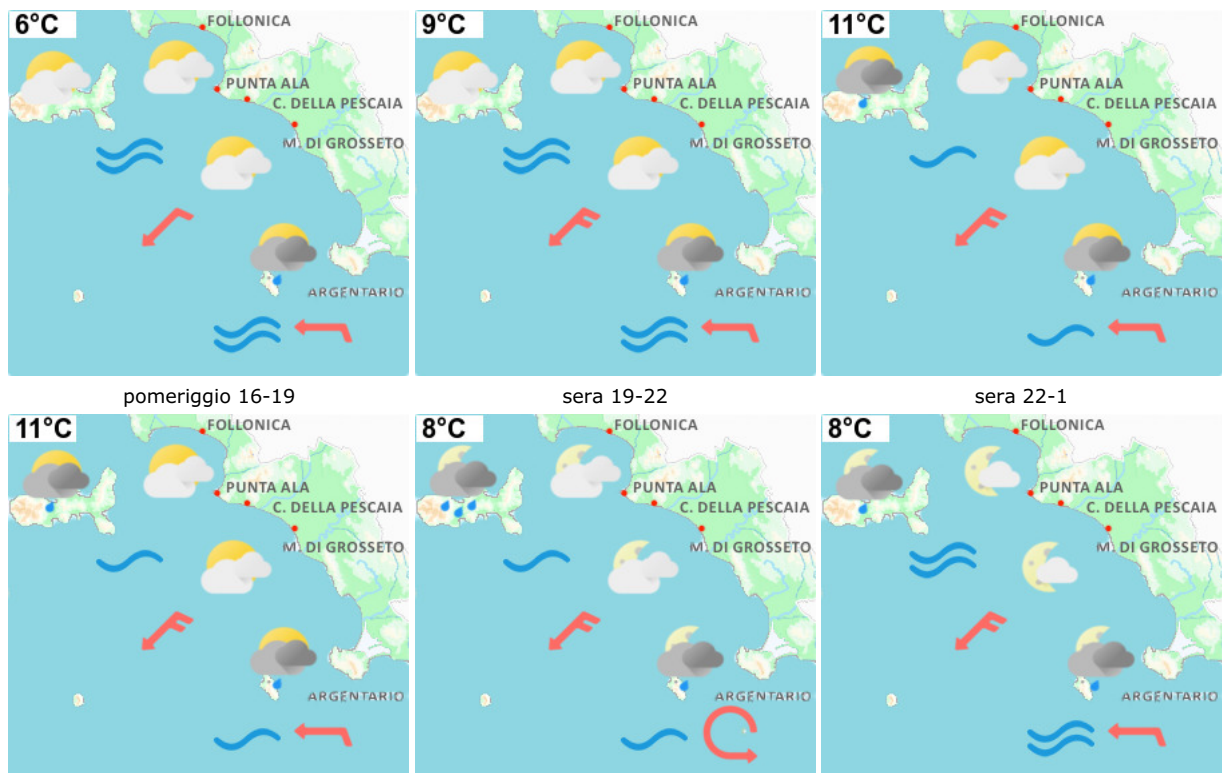 6°C
FOLLONICA
PUNTA ALA
C. DELLA PESCAIA
M. DI GROSSETO
ARGENTARIO
9°C
FOLLONICA
PUNTA ALA
C. DELLA PESCAIA
M. DI GROSSETO
ARGENTARIO
11°C
FOLLONICA
PUNTA ALA
C. DELLA PESCAIA
M. DI GROSSETO
ARGENTARIO
pomeriggio 16-19
11°C
FOLLONICA
PUNTA ALA
C. DELLA PESCAIA
M. DI GROSSETO
ARGENTARIO
sera 19-22
8°C
FOLLONICA
PUNTA ALA
C. DELLA PESCAIA
M. DI GROSSETO
ARGENTARIO
sera 22-1
8°C
FOLLONICA
PUNTA ALA
C. DELLA PESCAIA
M. DI GROSSETO
ARGENTARIO